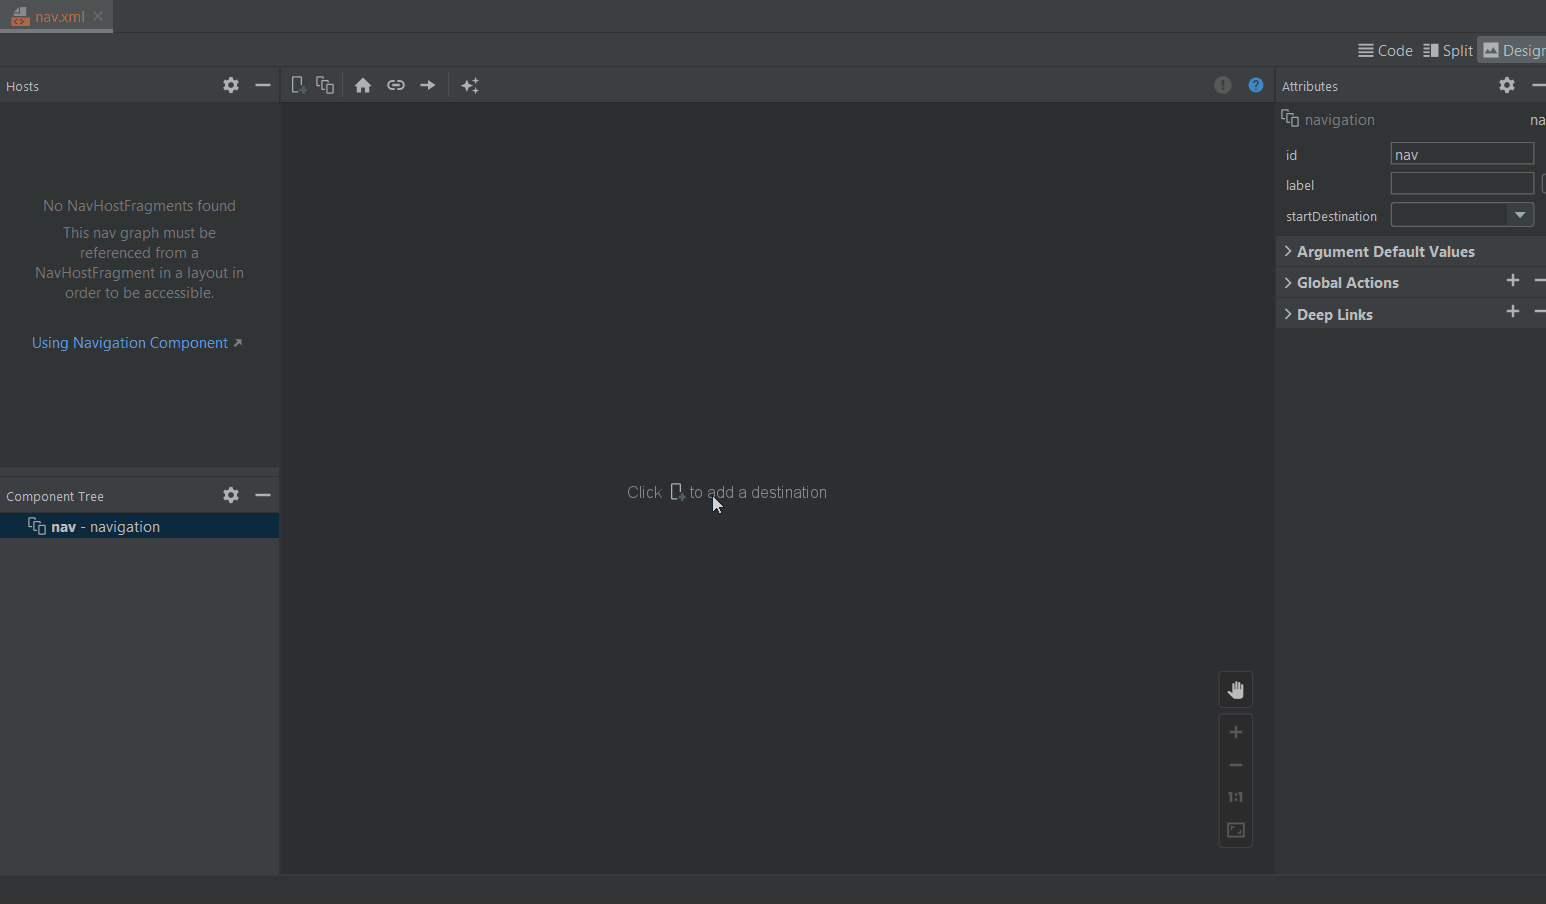 nav.xml
Code Split Design
Hosts
Attributes
navigation
na
id nav
label
startDestination
Argument Default Values
Global Actions
Deep Links
No NavHostFragments found
This nav graph must be
referenced from a
NavHostFragment in a layout in
order to be accessible.
Using Navigation Component
Component Tree
nav - navigation
Click to add a destination
1:1